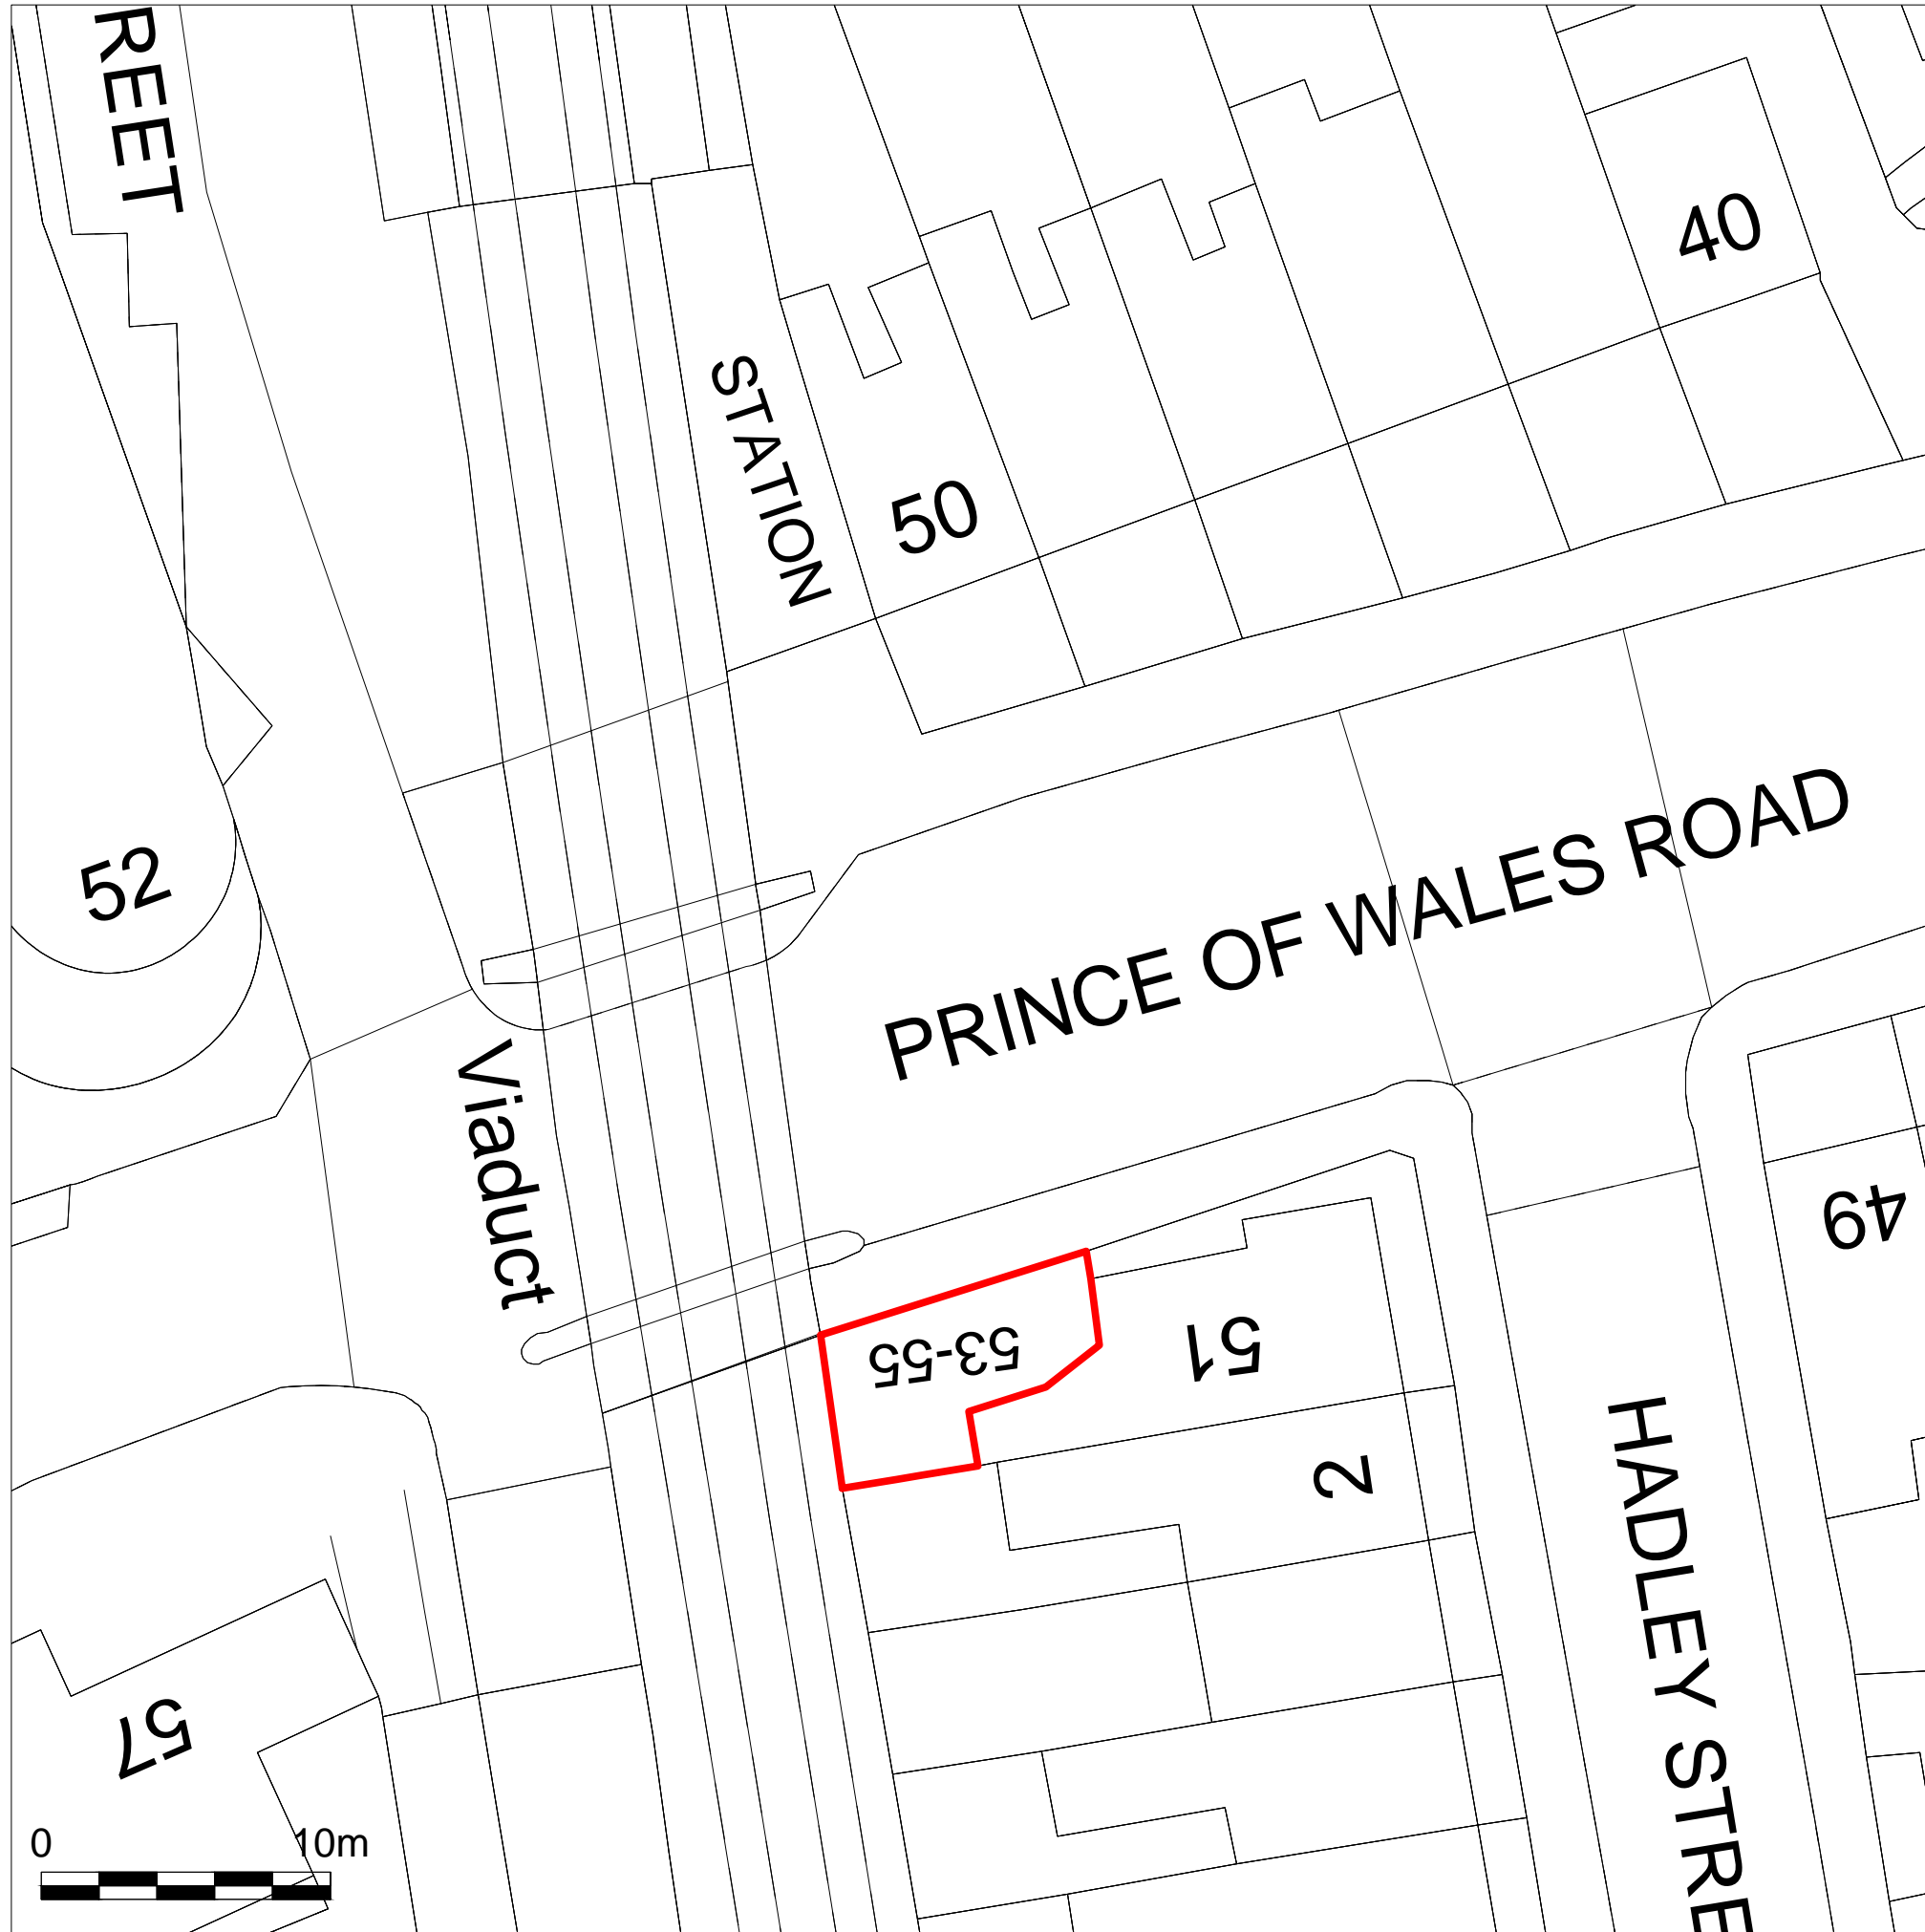 REET
40
STATION
50
52
PRINCE OF WALES ROAD
Viaduct
49
53-55
51
2
HADLEY STRE
57
0 10m